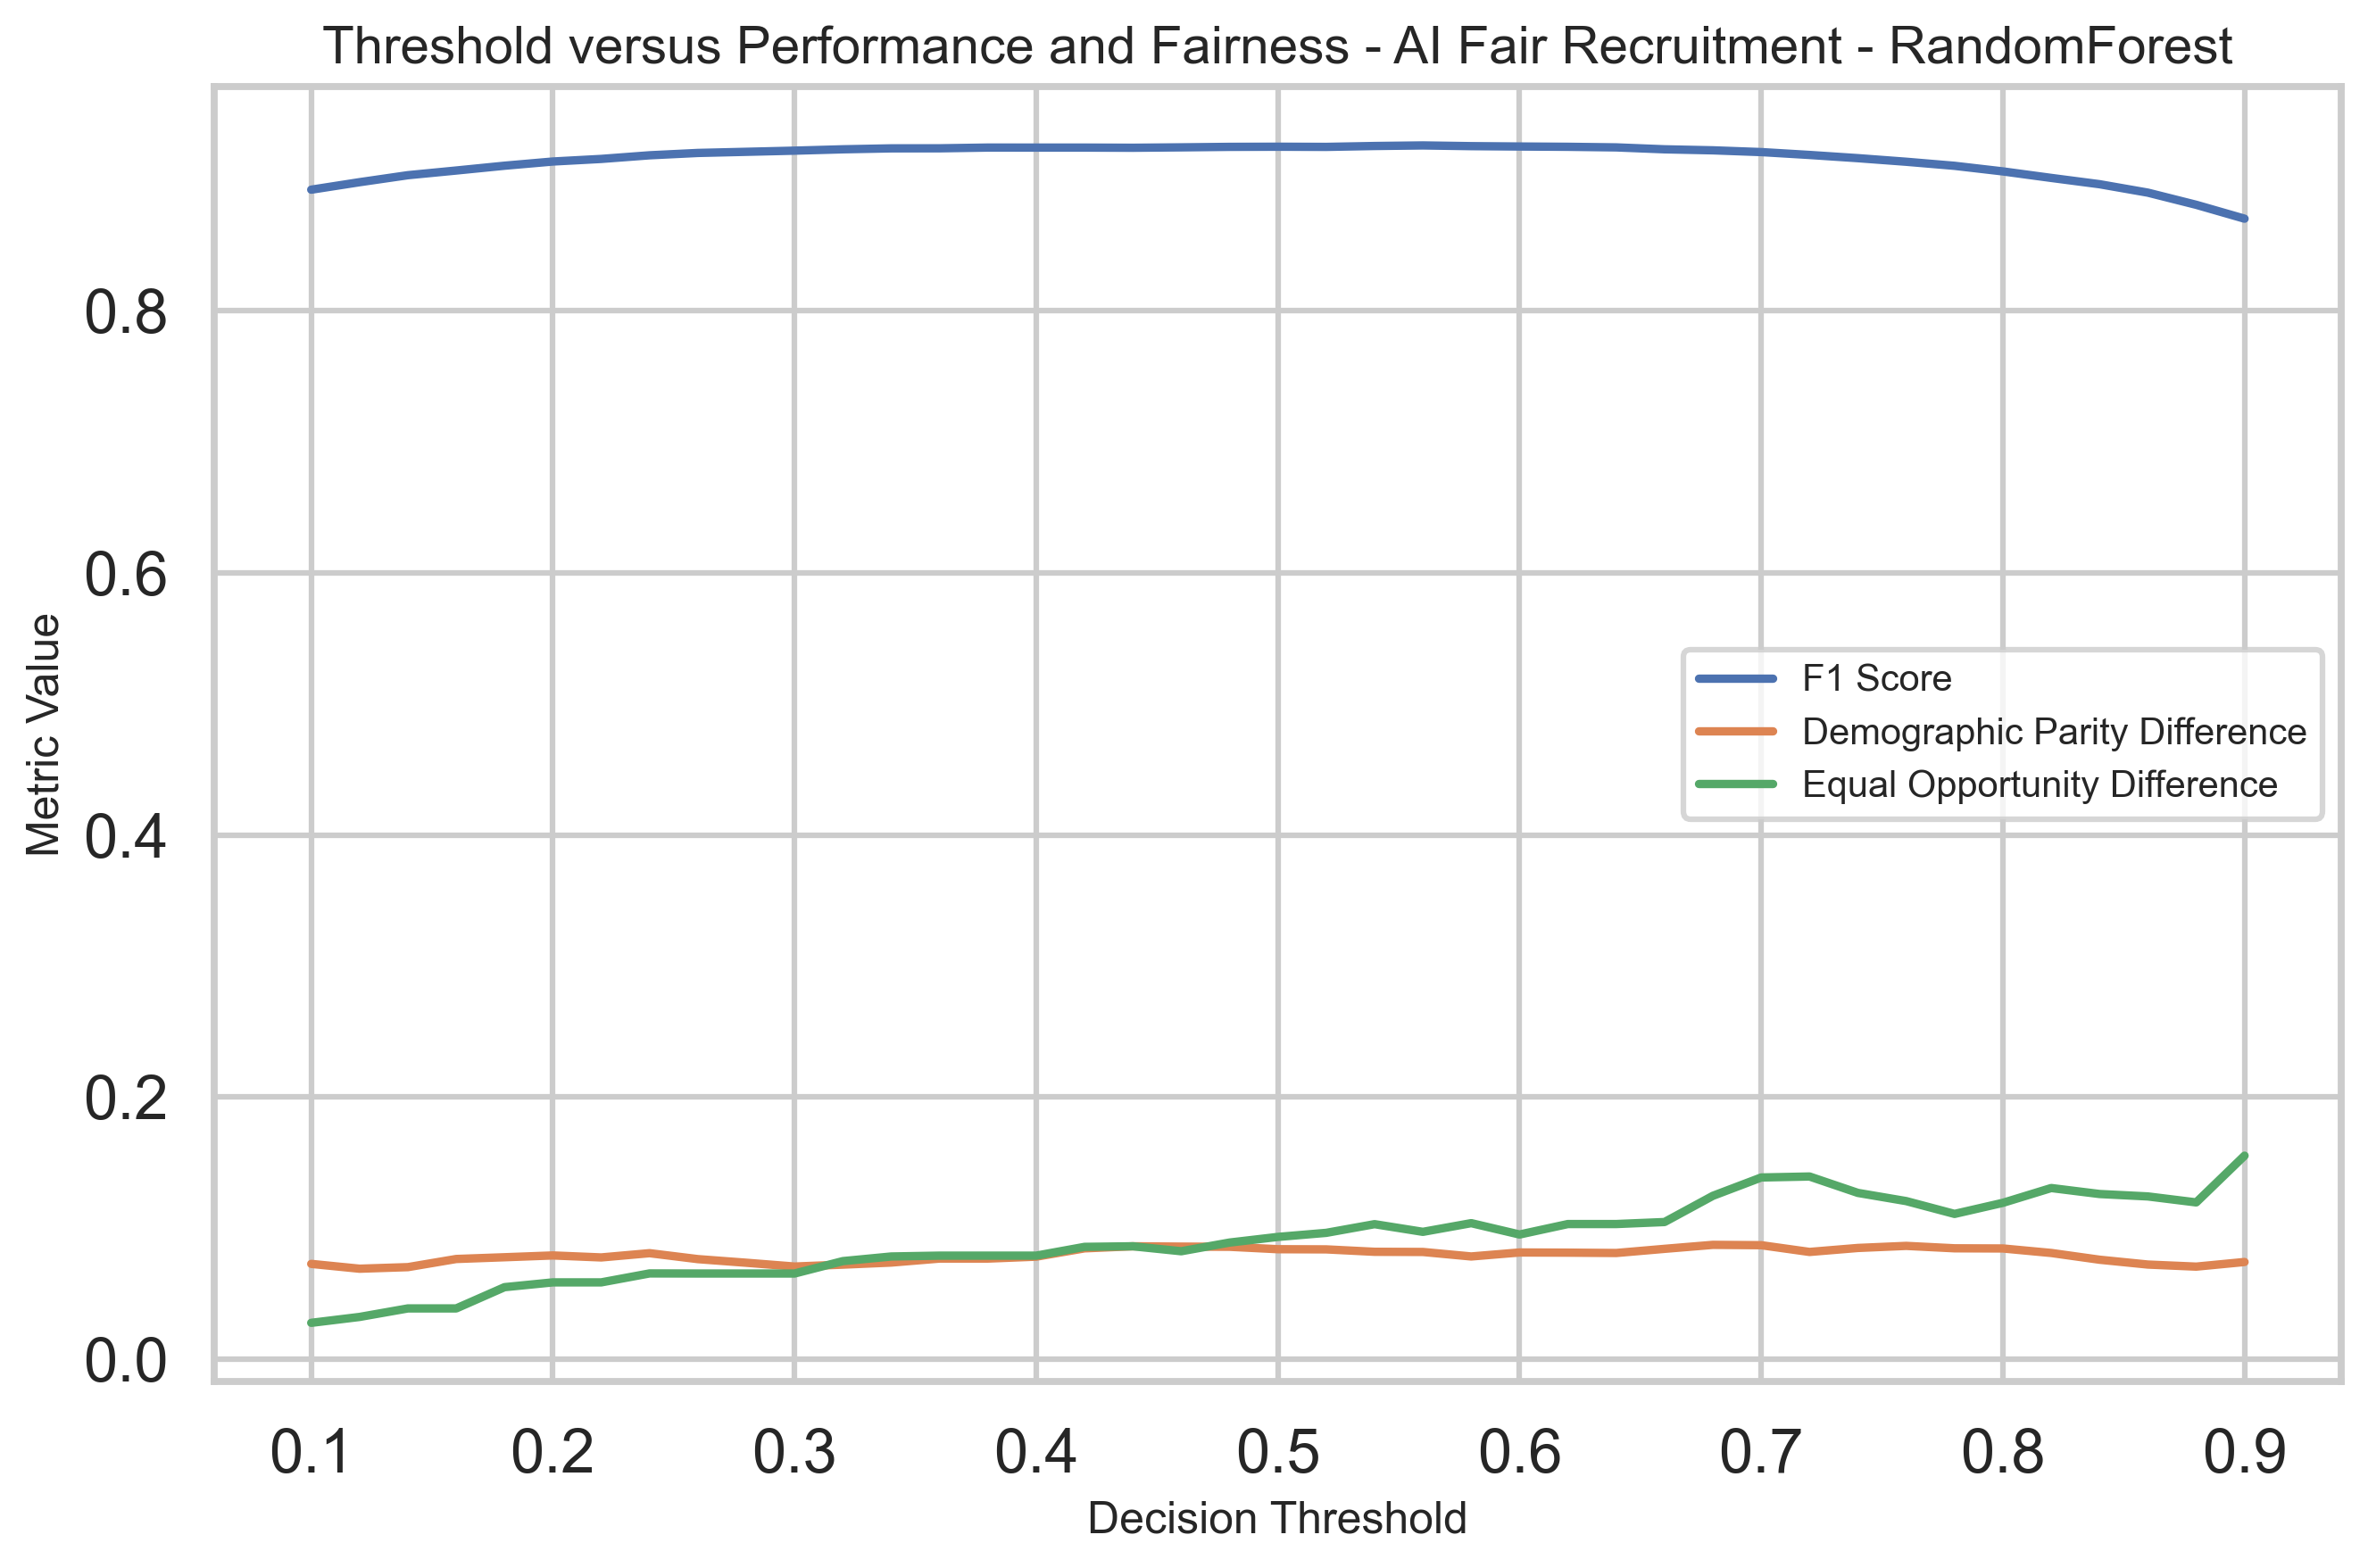 Threshold versus Performance and Fairness - AI Fair Recruitment - RandomForest
Metric Value
0.8
0.6
0.4
0.2
0.0
F1 Score
Demographic Parity Difference
Equal Opportunity Difference
0.1 0.2 0.3 0.4 0.5 0.6 0.7 0.8 0.9
Decision Threshold